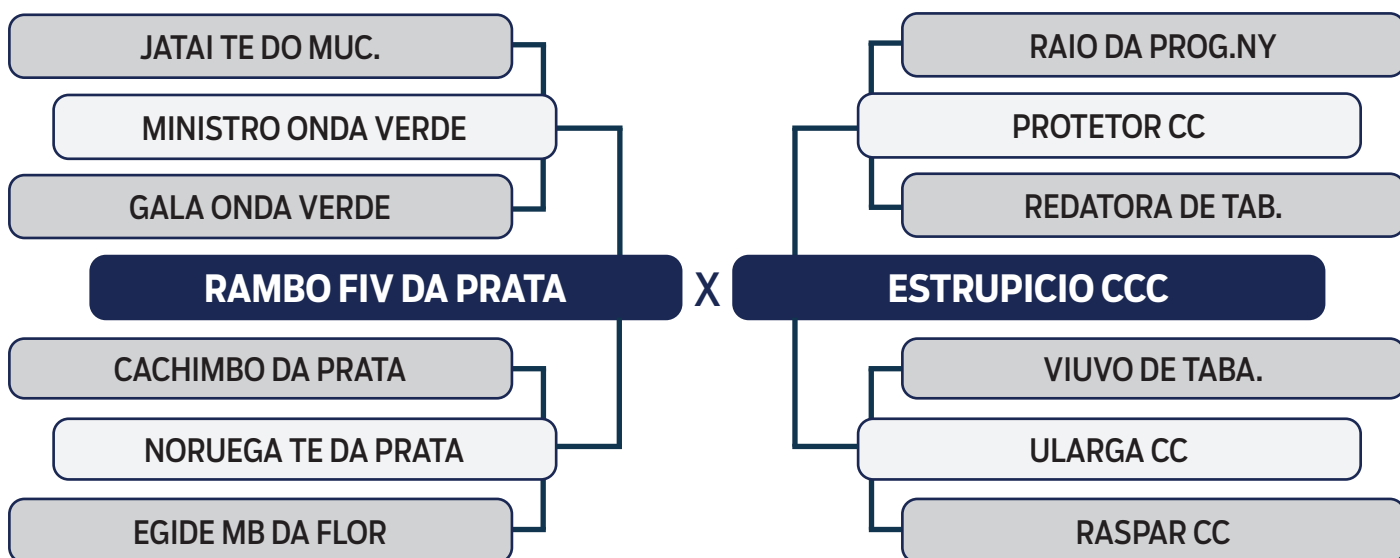 JATAI TE DO MUC.
MINISTRO ONDA VERDE
GALA ONDA VERDE
RAMBO FIV DA PRATA
CACHIMBO DA PRATA
NORUEGA TE DA PRATA
EGIDE MB DA FLOR
X
RAIO DA PROG.NY
PROTETOR CC
REDATORA DE TAB.
ESTRUPICIO CCC
VIUVO DE TABA.
ULARGA CC
RASPAR CC